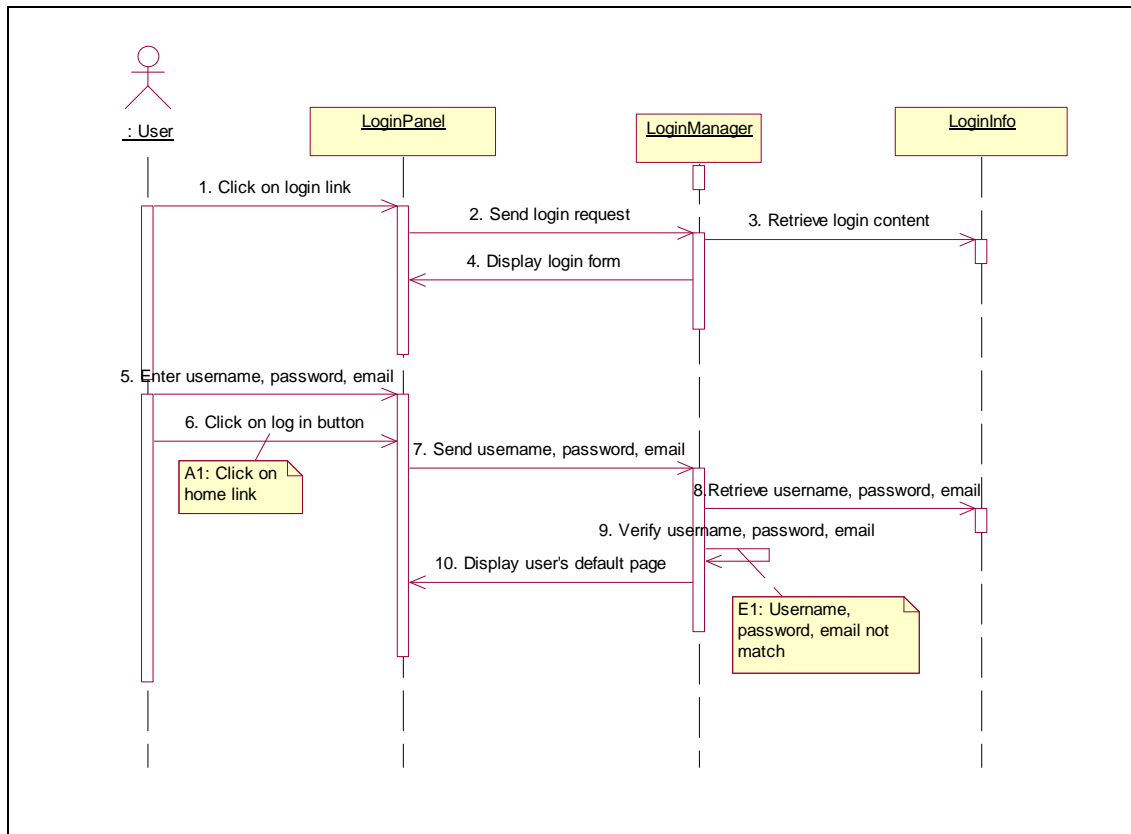 : User
LoginPanel
LoginManager
LoginInfo
1. Click on login link
2. Send login request
3. Retrieve login content
4. Display login form
5. Enter username, password, email
6. Click on log in button
A1: Click on
home link
7. Send username, password, email
8.Retrieve username, password, email
9. Verify username, password, email
10. Display user's default page
E1: Username,
password, email not
match